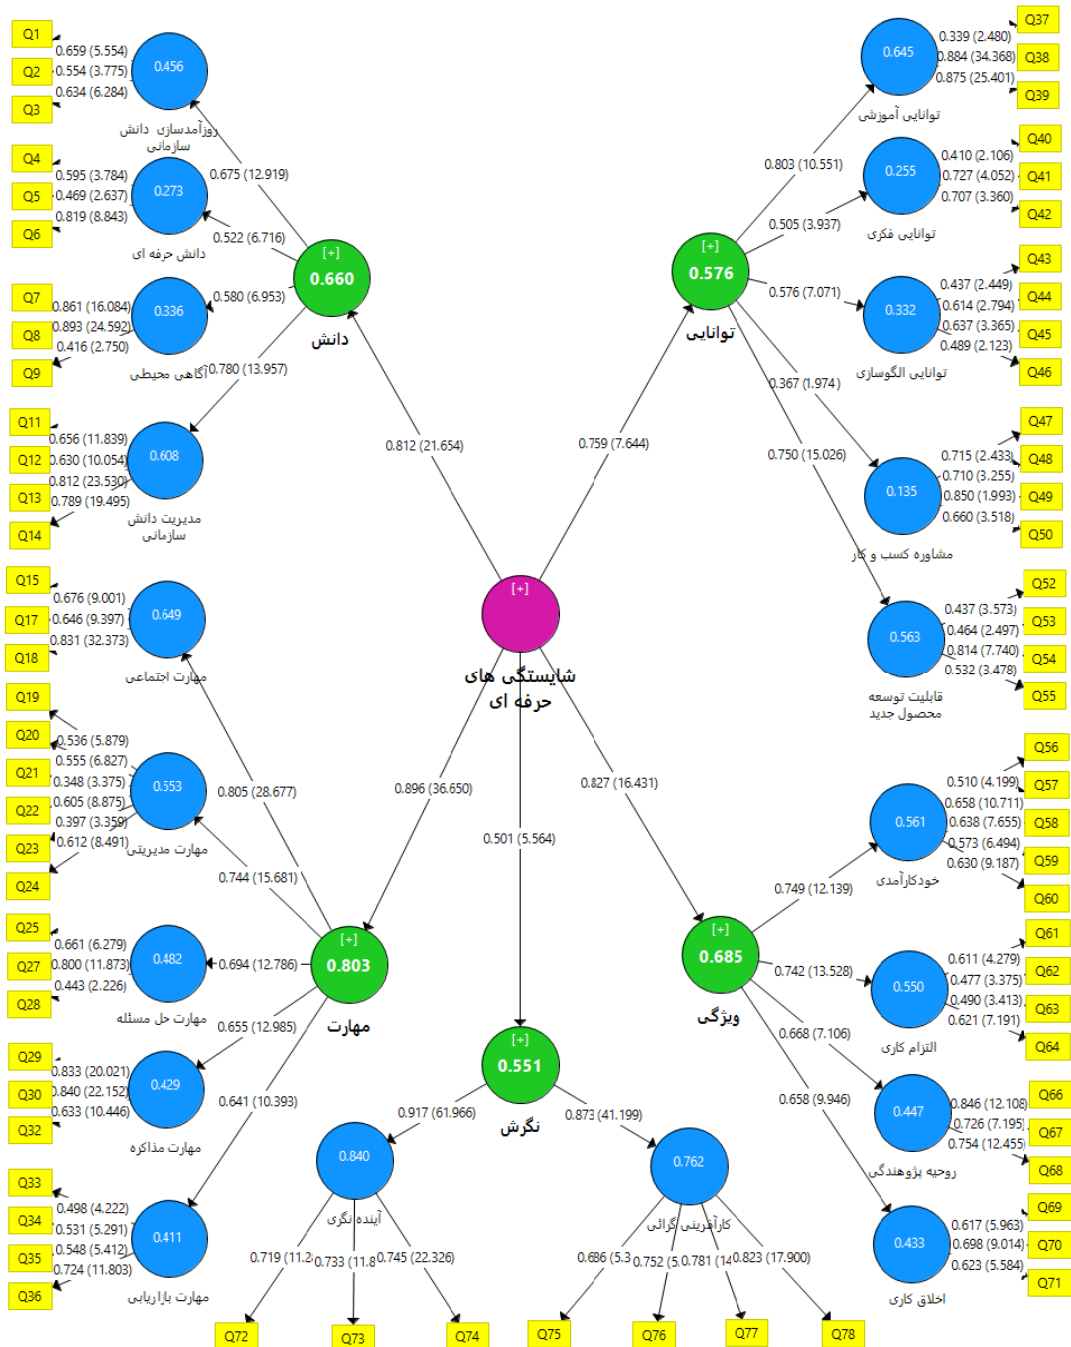 Q1
Q2
Q3
0.659 (5.554)
0.554 (3.775)
0.634 (6.284)
0.456
روزآمدسازی دانش
سازمانی
Q4
Q5
Q6
0.595 (3.784)
0.469 (2.637)
0.819 (8.843)
0.273
دانش حرفه ای
Q7
Q8
Q9
0.861 (16.084)
0.893 (24.592)
0.416 (2.750)
0.336
آگاهی محیطی
Q11
Q12
Q13
Q14
0.656 (11.839)
0.630 (10.054)
0.812 (23.530)
0.789 (19.495)
0.608
مدیریت دانش
سازمانی
0.675 (12.919)
0.522 (6.716)
0.580 (6.953)
0.780 (13.957)
[+]
0.660
دانش
0.812 (21.654)
Q37
Q38
Q39
0.339 (2.480)
0.884 (34.368)
0.875 (25.401)
0.645
توانایی آموزشی
Q40
Q41
Q42
0.410 (2.106)
0.727 (4.052)
0.707 (3.360)
0.255
توانایی فکری
Q43
Q44
Q45
Q46
0.437 (2.449)
0.614 (2.794)
0.637 (3.365)
0.489 (2.123)
0.332
توانایی الگوسازی
Q47
Q48
Q49
Q50
0.715 (2.433)
0.710 (3.255)
0.850 (1.993)
0.660 (3.518)
0.135
مشاوره کسب و کار
Q52
Q53
Q54
Q55
0.437 (3.573)
0.464 (2.497)
0.814 (7.740)
0.532 (3.478)
0.563
قابلیت توسعه
محصول جدید
0.803 (10.551)
0.505 (3.937)
0.576 (7.071)
0.367 (1.974)
0.750 (15.026)
[+]
0.576
توانایی
0.759 (7.644)
[+]
شایستگی های
حرفه ای
Q15
Q17
Q18
0.676 (9.001)
0.646 (9.397)
0.831 (32.373)
0.649
مهارت اجتماعی
Q19
Q20
Q21
Q22
Q23
Q24
0.536 (5.879)
0.555 (6.827)
0.348 (3.375)
0.605 (8.875)
0.397 (3.359)
0.612 (8.491)
0.553
مهارت مدیریتی
Q25
Q27
Q28
0.661 (6.279)
0.800 (11.873)
0.443 (2.226)
0.482
مهارت حل مسئله
Q29
Q30
Q32
0.833 (20.021)
0.840 (22.152)
0.633 (10.446)
0.429
مهارت مذاکره
Q33
Q34
Q35
Q36
0.498 (4.222)
0.531 (5.291)
0.548 (5.412)
0.724 (11.803)
0.411
مهارت بازاریابی
0.805 (28.677)
0.744 (15.681)
0.694 (12.786)
0.655 (12.985)
0.641 (10.393)
[+]
0.803
مهارت
0.896 (36.650)
0.501 (5.564)
[+]
0.551
نگرش
0.917 (61.966)
0.873 (41.199)
0.840
آینده نگری
0.719 (11.2
0.733 (11.8
0.745 (22.326)
Q72
Q73
Q74
0.762
کارآفرینی گرائی
0.686 (5.3
0.752 (5.
0.781 (14
0.823 (17.900)
Q75
Q76
Q77
Q78
0.827 (16.431)
[+]
0.685
ویژگی
0.749 (12.139)
0.742 (13.528)
0.668 (7.106)
0.658 (9.946)
Q56
Q57
Q58
Q59
Q60
0.510 (4.199)
0.658 (10.711)
0.638 (7.655)
0.573 (6.494)
0.630 (9.187)
0.561
خودکارآمدی
Q61
Q62
Q63
Q64
0.611 (4.279)
0.477 (3.375)
0.490 (3.413)
0.621 (7.191)
0.550
التزام کاری
Q66
Q67
Q68
0.846 (12.108)
0.726 (7.195)
0.754 (12.455)
0.447
روحیه پژوهندگی
Q69
Q70
Q71
0.617 (5.963)
0.698 (9.014)
0.623 (5.584)
0.433
اخلاق کاری